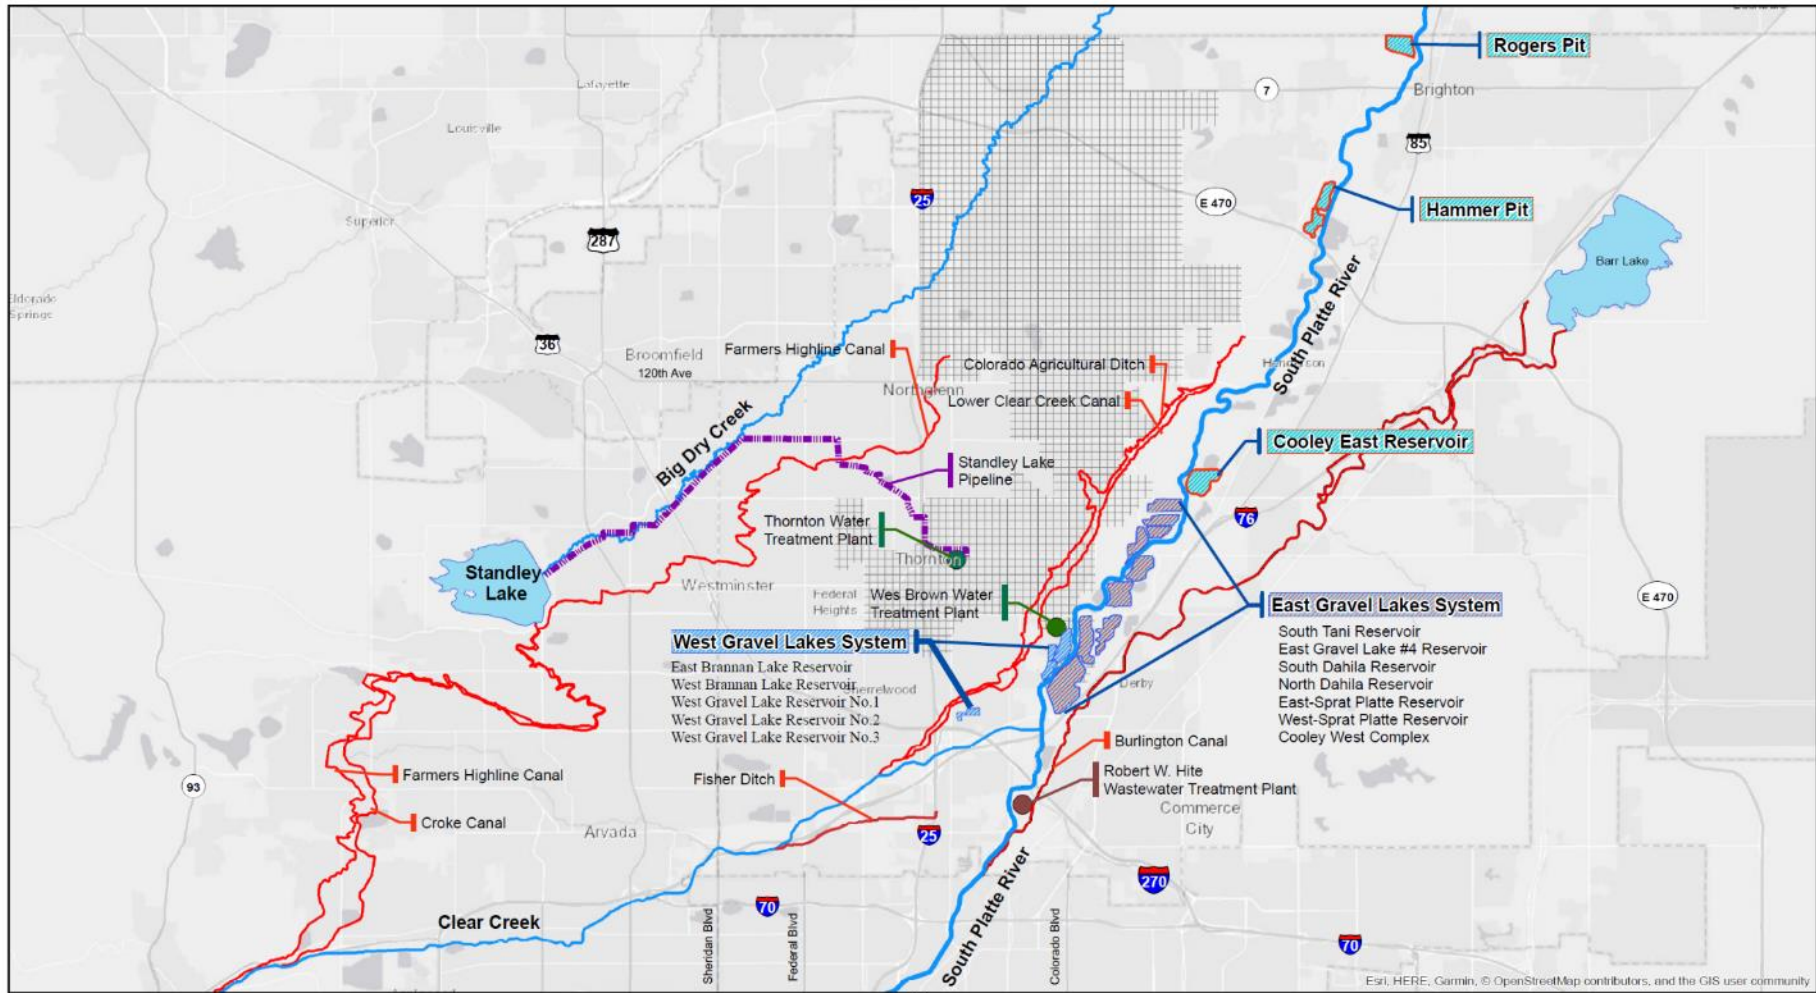 Rogers Pit
Lafayette
7
Brighton
Louisville
85
25
E 470
Hammer Pit
Superior
287
Barr Lake
Eldorado
Springs
South Platte River
36
Farmers Highline Canal
Broomfield
120th Ave
Colorado Agricultural Ditch
Henderson
Northglenn
Lower Clear Creek Canal
Big Dry Creek
Cooley East Reservoir
Standley Lake
Pipeline
76
Thornton Water
Treatment Plant
Thornton
Standley
Lake
Westminster
Federal
Heights
Wes Brown Water
Treatment Plant
E 470
East Gravel Lakes System
South Tani Reservoir
East Gravel Lake #4 Reservoir
South Dahila Reservoir
North Dahila Reservoir
East-Sprat Platte Reservoir
West-Sprat Platte Reservoir
Cooley West Complex
West Gravel Lakes System
East Brannan Lake Reservoir
West Brannan Lake Reservoir
West Gravel Lake Reservoir No.1
West Gravel Lake Reservoir No.2
West Gravel Lake Reservoir No.3
Sherrelwood
Derby
Burlington Canal
Farmers Highline Canal
Fisher Ditch
Robert W. Hite
Wastewater Treatment Plant
93
Commerce
City
Croke Canal
Arvada
25
270
South Platte River
70
Clear Creek
Sheridan Blvd
Federal Blvd
Colorado Blvd
70
Esri, HERE, Garmin, © OpenStreetMap contributors, and the GIS user community